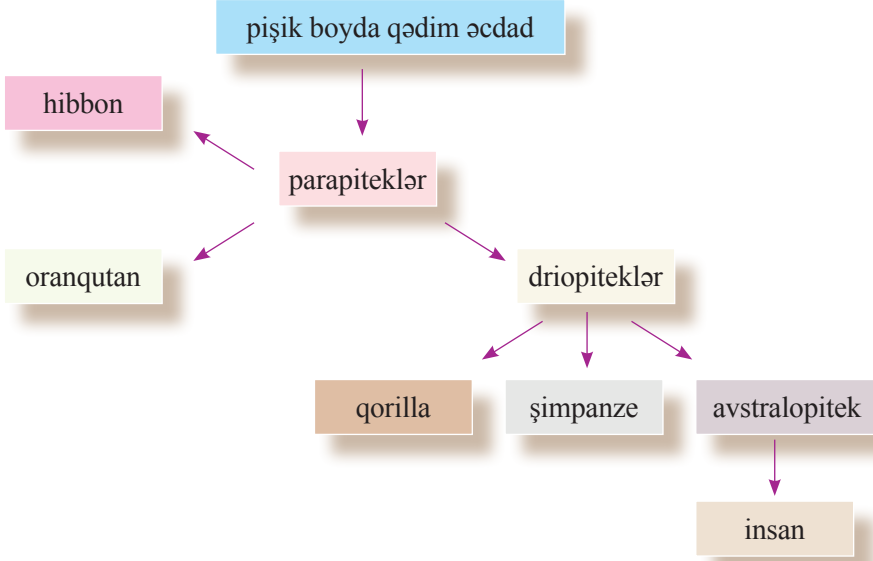 pişik boyda qədim əcdad
hibbon
parapiteklər
oranqutan
driopiteklər
qorilla
şimpanze
avstralopitek
insan